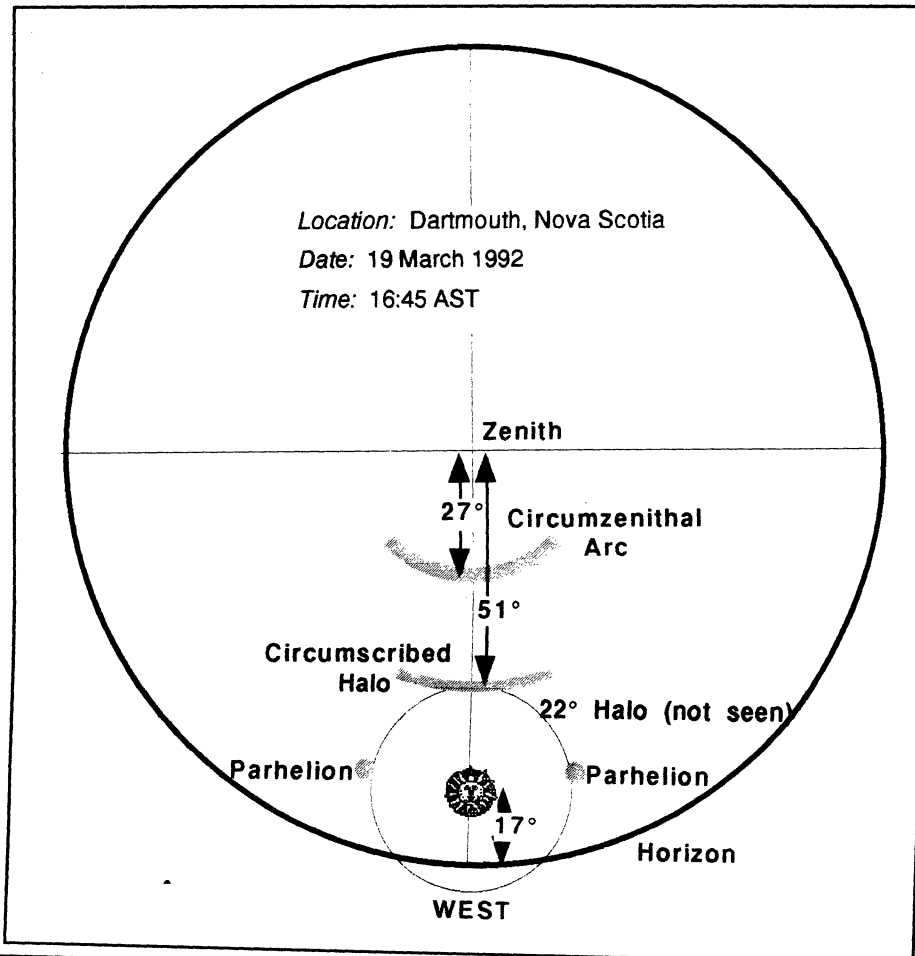 Location: Dartmouth, Nova Scotia
Date: 19 March 1992
Time: 16:45 AST
Zenith
27°
Circumzenithal
Arc
51°
Circumscribed
Halo
22° Halo (not seen)
Parhelion
Parhelion
17°
Horizon
WEST